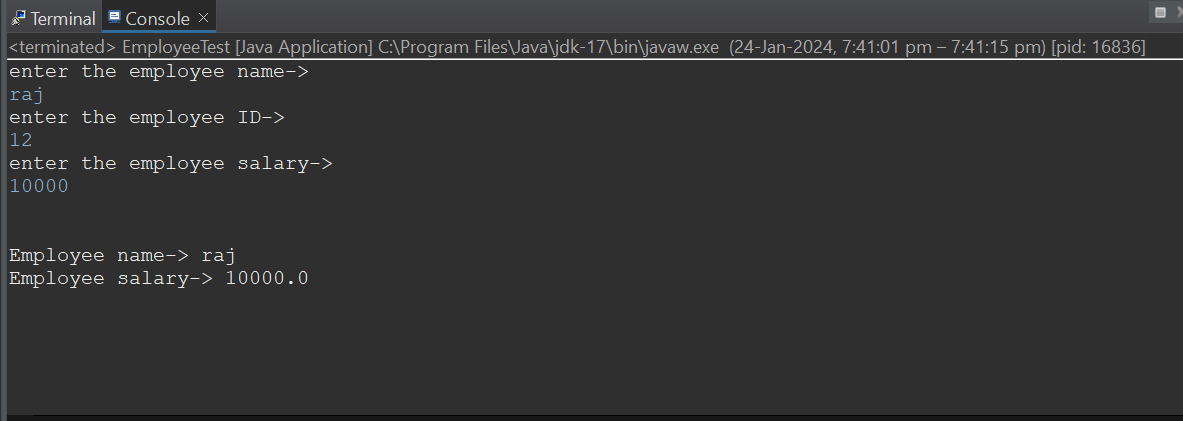 Terminal Console
<terminated> EmployeeTest [Java Application] C:\Program Files\Java\jdk-17\bin\javaw.exe (24-Jan-2024, 7:41:01 pm – 7:41:15 pm) [pid: 16836]
enter the employee name->
raj
enter the employee ID->
12
enter the employee salary->
10000
Employee name-> raj
Employee salary-> 10000.0